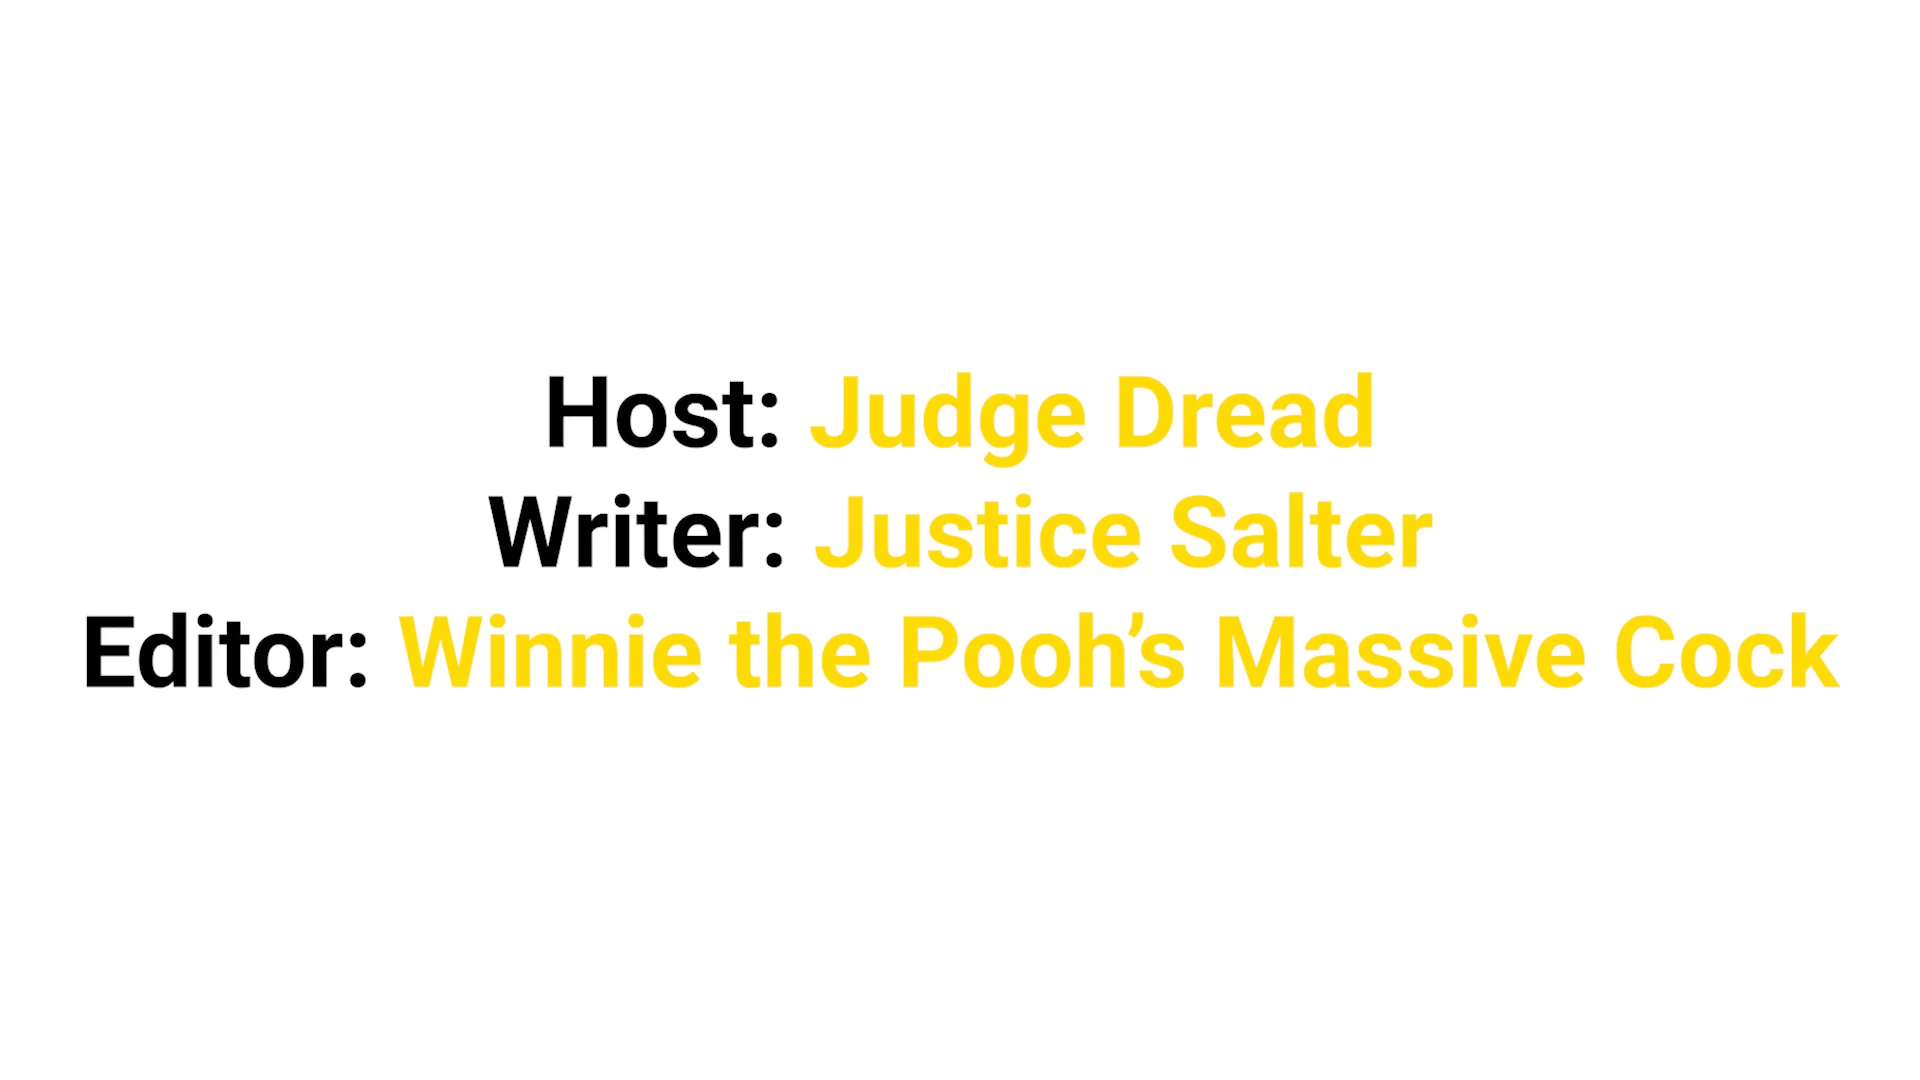 Host: Judge Dread
Writer: Justice Salter
Editor: Winnie the Pooh’s Massive Cock